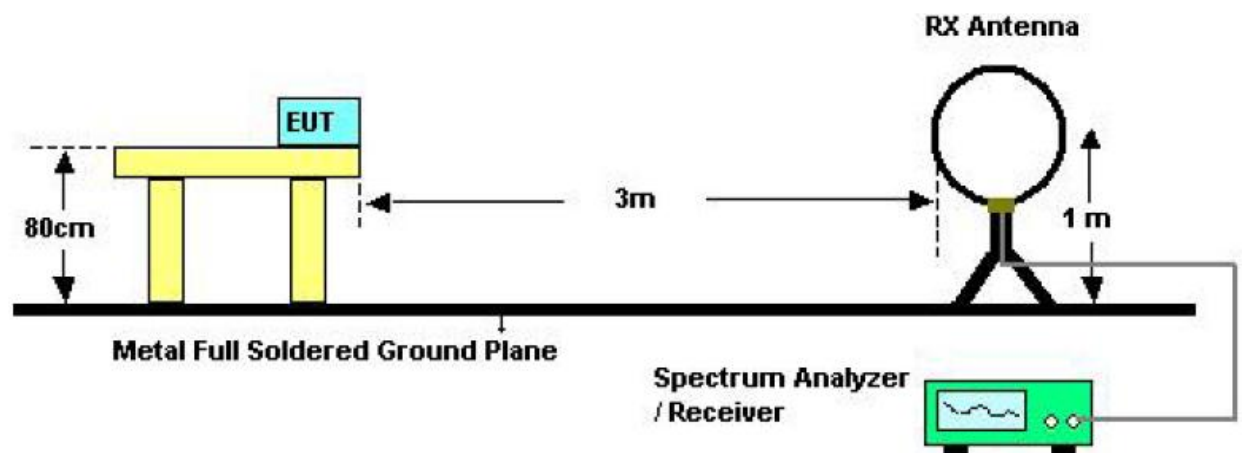 RX Antenna
EUT
3m
80cm
1 m
Metal Full Soldered Ground Plane
Spectrum Analyzer
/ Receiver